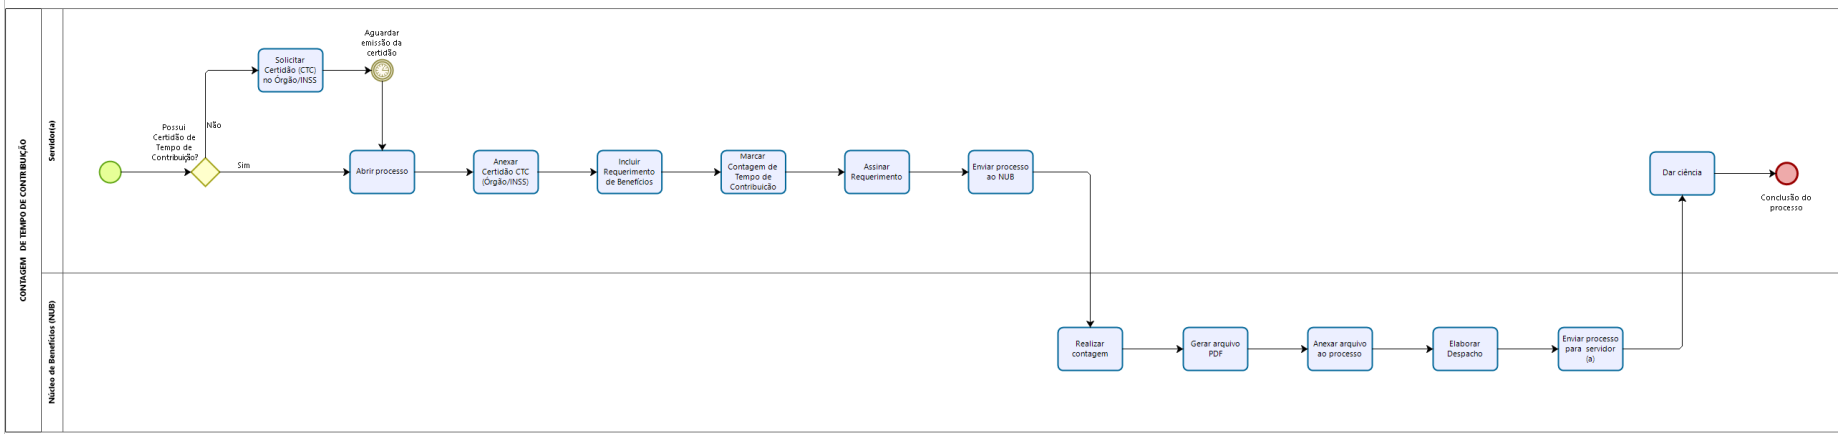 CONTAGEM DE TEMPO DE CONTRIBUIÇÃO
Servidor(a)
Possui
Certidão de
Tempo de
Contribuição?
Não
Sim
Solicitar
Certidão (CTC)
no Órgão/INSS
Aguardar
emissão da
certidão
Abrir processo
Anexar
Certidão CTC
(Órgão/INSS)
Incluir
Requerimento
de Benefícios
Marcar
Contagem de
Tempo de
Contribuicão
Assinar
Requerimento
Enviar processo
ao NUB
Dar ciência
Conclusão do
processo
Núcleo de Benefícios (NUB)
Realizar
contagem
Gerar arquivo
PDF
Anexar arquivo
ao processo
Elaborar
Despacho
Enviar processo
para servidor
(a)